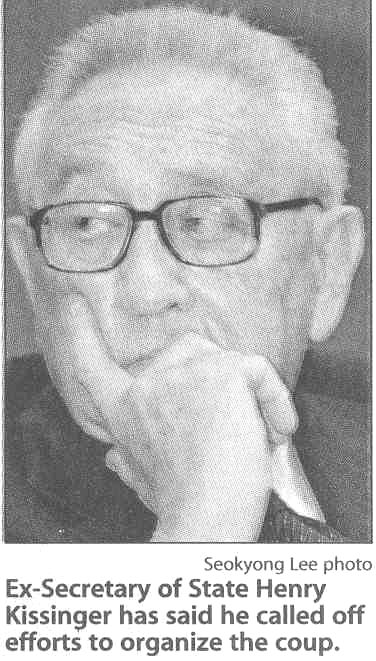 Seokyong Lee photo
Ex-Secretary of State Henry
Kissinger has said he called off
efforts to organize the coup.